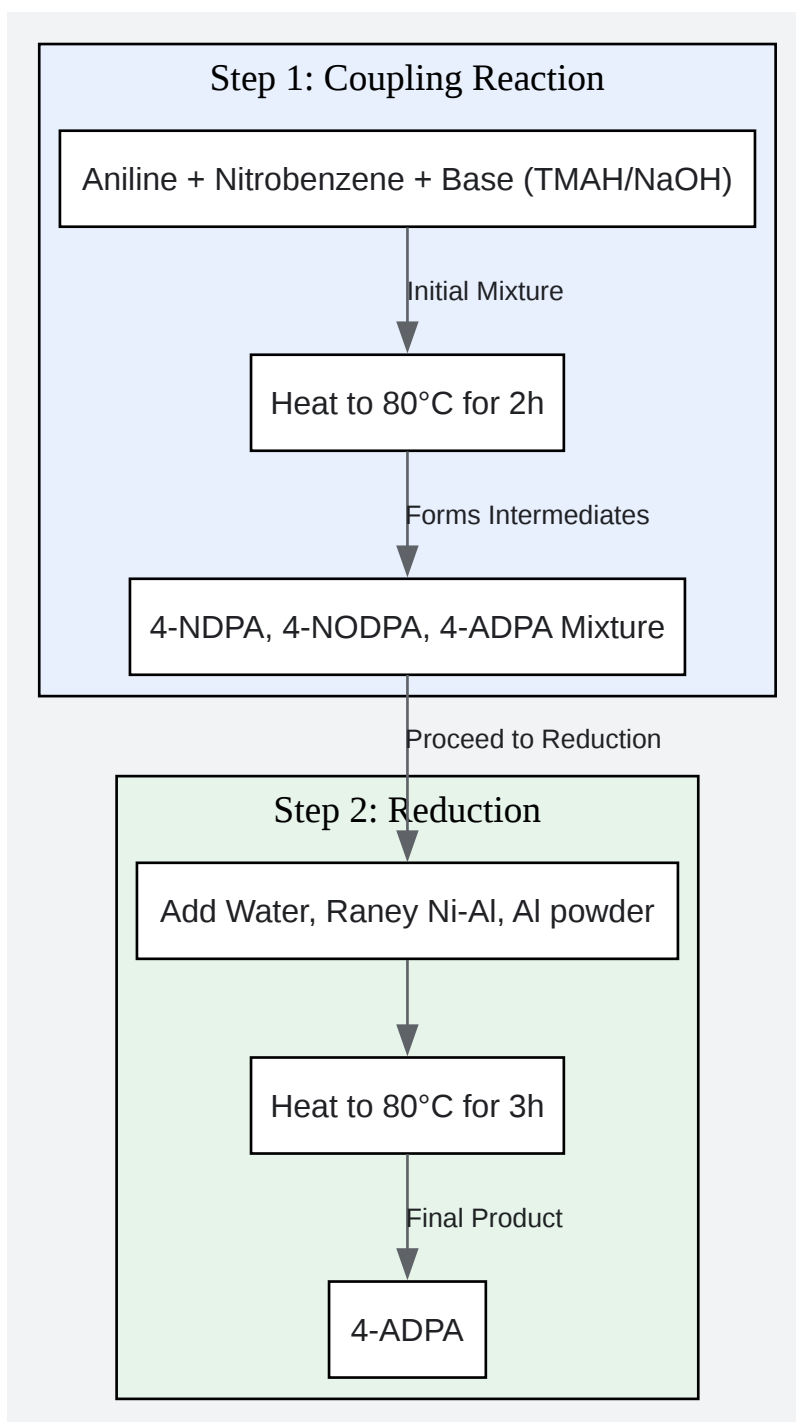 Step 1: Coupling Reaction
Aniline + Nitrobenzene + Base (TMAH/NaOH)
Initial Mixture
Heat to 80°C for 2h
Forms Intermediates
4-NDPA, 4-NODPA, 4-ADPA Mixture
Proceed to Reduction
Step 2: Reduction
Add Water, Raney Ni-Al, Al powder
Heat to 80°C for 3h
Final Product
4-ADPA